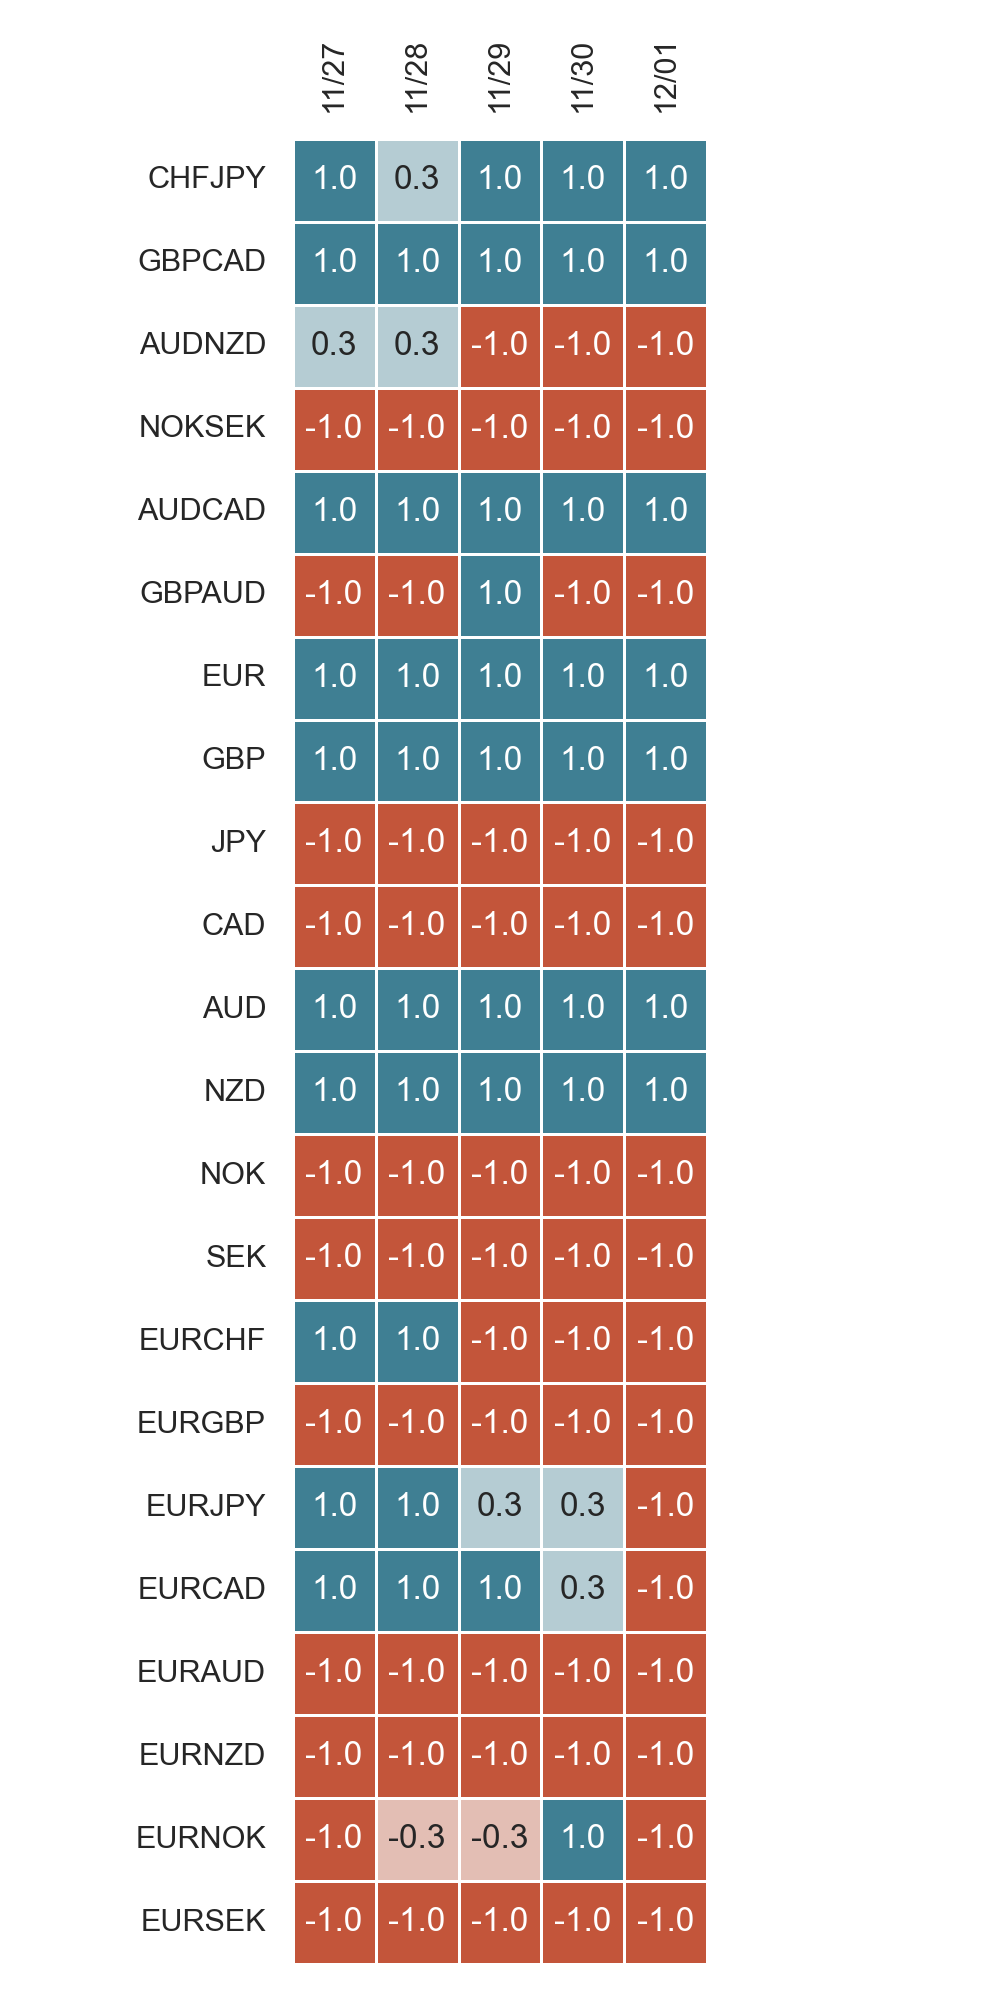 11/27 11/28 11/29 11/30 12/01
CHFJPY 1.0 0.3 1.0 1.0 1.0
GBPCAD 1.0 1.0 1.0 1.0 1.0
AUDNZD 0.3 0.3 -1.0 -1.0 -1.0
NOKSEK -1.0 -1.0 -1.0 -1.0 -1.0
AUDCAD 1.0 1.0 1.0 1.0 1.0
GBPAUD -1.0 -1.0 1.0 -1.0 -1.0
EUR 1.0 1.0 1.0 1.0 1.0
GBP 1.0 1.0 1.0 1.0 1.0
JPY -1.0 -1.0 -1.0 -1.0 -1.0
CAD -1.0 -1.0 -1.0 -1.0 -1.0
AUD 1.0 1.0 1.0 1.0 1.0
NZD 1.0 1.0 1.0 1.0 1.0
NOK -1.0 -1.0 -1.0 -1.0 -1.0
SEK -1.0 -1.0 -1.0 -1.0 -1.0
EURCHF 1.0 1.0 -1.0 -1.0 -1.0
EURGBP -1.0 -1.0 -1.0 -1.0 -1.0
EURJPY 1.0 1.0 0.3 0.3 -1.0
EURCAD 1.0 1.0 1.0 0.3 -1.0
EURAUD -1.0 -1.0 -1.0 -1.0 -1.0
EURNZD -1.0 -1.0 -1.0 -1.0 -1.0
EURNOK -1.0 -0.3 -0.3 1.0 -1.0
EURSEK -1.0 -1.0 -1.0 -1.0 -1.0